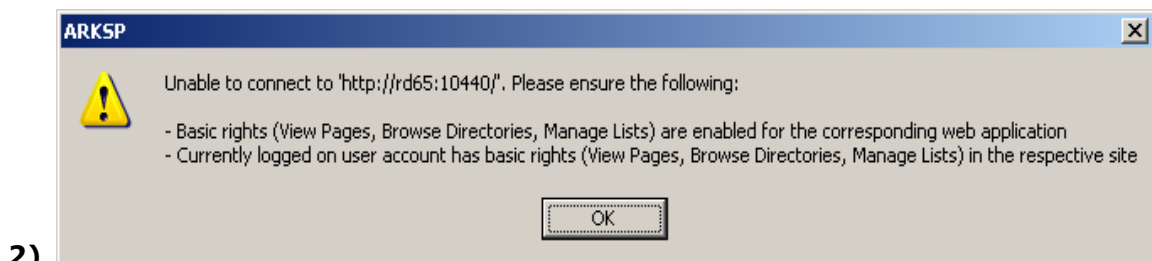 ARKSP
Unable to connect to 'http://rd65:10440/'. Please ensure the following:
- Basic rights (View Pages, Browse Directories, Manage Lists) are enabled for the corresponding web application
- Currently logged on user account has basic rights (View Pages, Browse Directories, Manage Lists) in the respective site
OK
2)